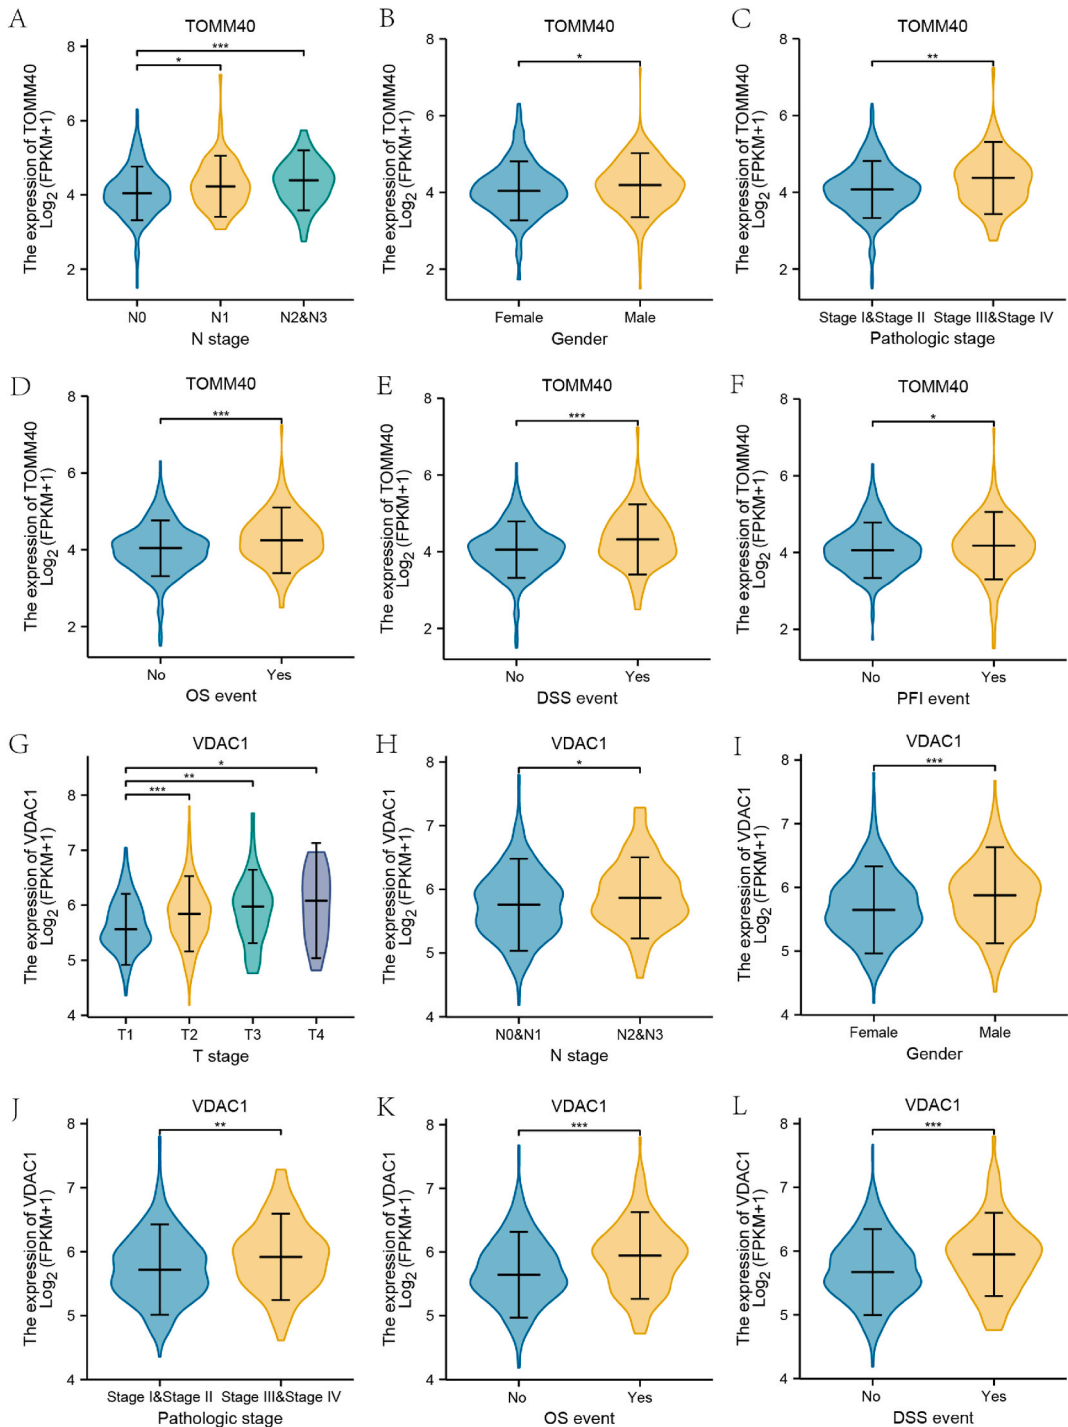 A
TOMM40
The expression of TOMM40
Log2 (FPKM+1)
8
6
4
2
***
*
N0
N1
N2&N3
N stage
B
TOMM40
The expression of TOMM40
Log2 (FPKM+1)
8
6
4
2
*
Female
Male
Gender
C
TOMM40
The expression of TOMM40
Log2 (FPKM+1)
8
6
4
2
**
Stage I&Stage II
Stage III&Stage IV
Pathologic stage
D
TOMM40
The expression of TOMM40
Log2 (FPKM+1)
8
6
4
2
***
No
Yes
OS event
E
TOMM40
The expression of TOMM40
Log2 (FPKM+1)
8
6
4
2
***
No
Yes
DSS event
F
TOMM40
The expression of TOMM40
Log2 (FPKM+1)
8
6
4
2
*
No
Yes
PFI event
G
VDAC1
The expression of VDAC1
Log2 (FPKM+1)
8
7
6
5
4
*
**
***
T1
T2
T3
T4
T stage
H
VDAC1
The expression of VDAC1
Log2 (FPKM+1)
8
7
6
5
4
*
N0&N1
N2&N3
N stage
I
VDAC1
The expression of VDAC1
Log2 (FPKM+1)
8
7
6
5
4
***
Female
Male
Gender
J
VDAC1
The expression of VDAC1
Log2 (FPKM+1)
8
7
6
5
4
**
Stage I&Stage II
Stage III&Stage IV
Pathologic stage
K
VDAC1
The expression of VDAC1
Log2 (FPKM+1)
8
7
6
5
4
***
No
Yes
OS event
L
VDAC1
The expression of VDAC1
Log2 (FPKM+1)
8
7
6
5
4
***
No
Yes
DSS event